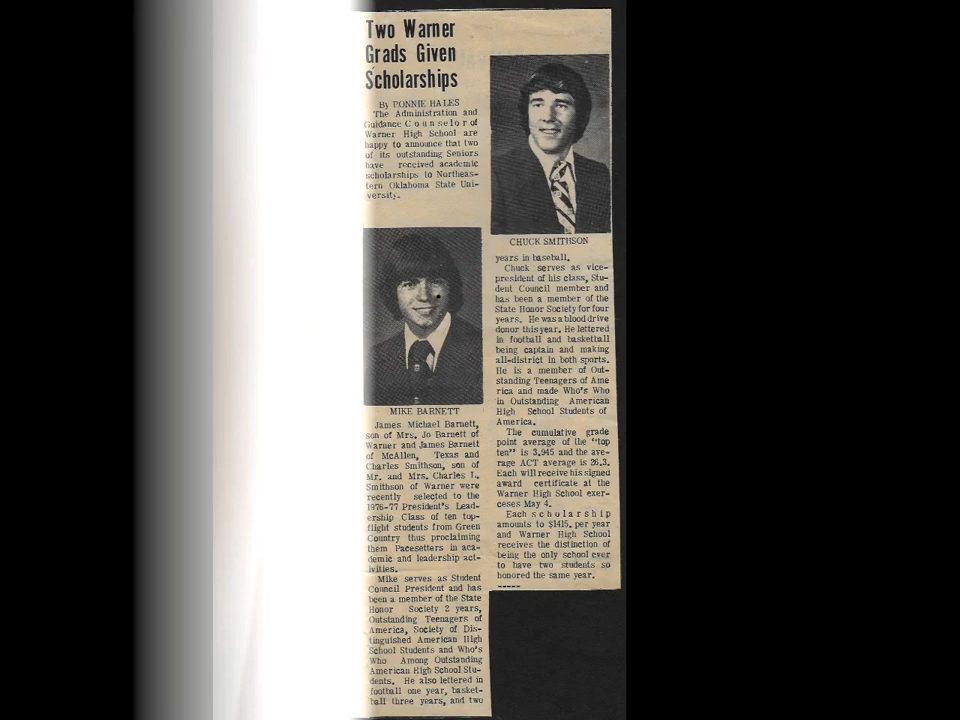 Two Warner
Grads Given
Scholarships
By RONNIE HALES
The Administration and
Guidance Counselor of
Warner High School are
happy to announce that two
of its outstanding Seniors
have received academic
scholarships to Northeas-
tern Oklahoma State Uni-
versity.
MIKE BARNETT
James Michael Barnett,
son of Mrs. Jo Barnett of
Warner and James Barnett
of McAllen, Texas and
Charles Smithson, son of
Mr. and Mrs. Charles L.
Smithson of Warner were
recently selected to the
1976-77 President's Lead-
ership Class of ten top-
flight students from Green
Country thus proclaiming
them Pacesetters in aca-
demic and leadership act-
ivities.
Mike serves as Student
Council President and has
been a member of the State
Honor Society 2 years,
Outstanding Teenagers of
America, Society of Dis-
tinguished American High
School Students and Who's
Who Among Outstanding
American High School Stu-
dents. He also lettered in
football one year, basket-
ball three years, and two
CHUCK SMITHSON
years in baseball.
Chuck serves as vice-
president of his class, Stu-
dent Council member and
has been a member of the
State Honor Society for four
years. He was a blood drive
donor this year. He lettered
in football and basketball
being captain and making
all-district in both sports.
He is a member of Out-
standing Teenagers of Ame
rica and made Who's Who
in Outstanding American
High School Students of
America.
The cumulative grade
point average of the "top
ten" is 3.945 and the ave-
rage ACT average is 26.3.
Each will receive his signed
award certificate at the
Warner High School exer-
ceses May 4.
Each scholarship
amounts to $1415. per year
and Warner High School
receives the distinction of
being the only school ever
to have two students so
honored the same year.
-----